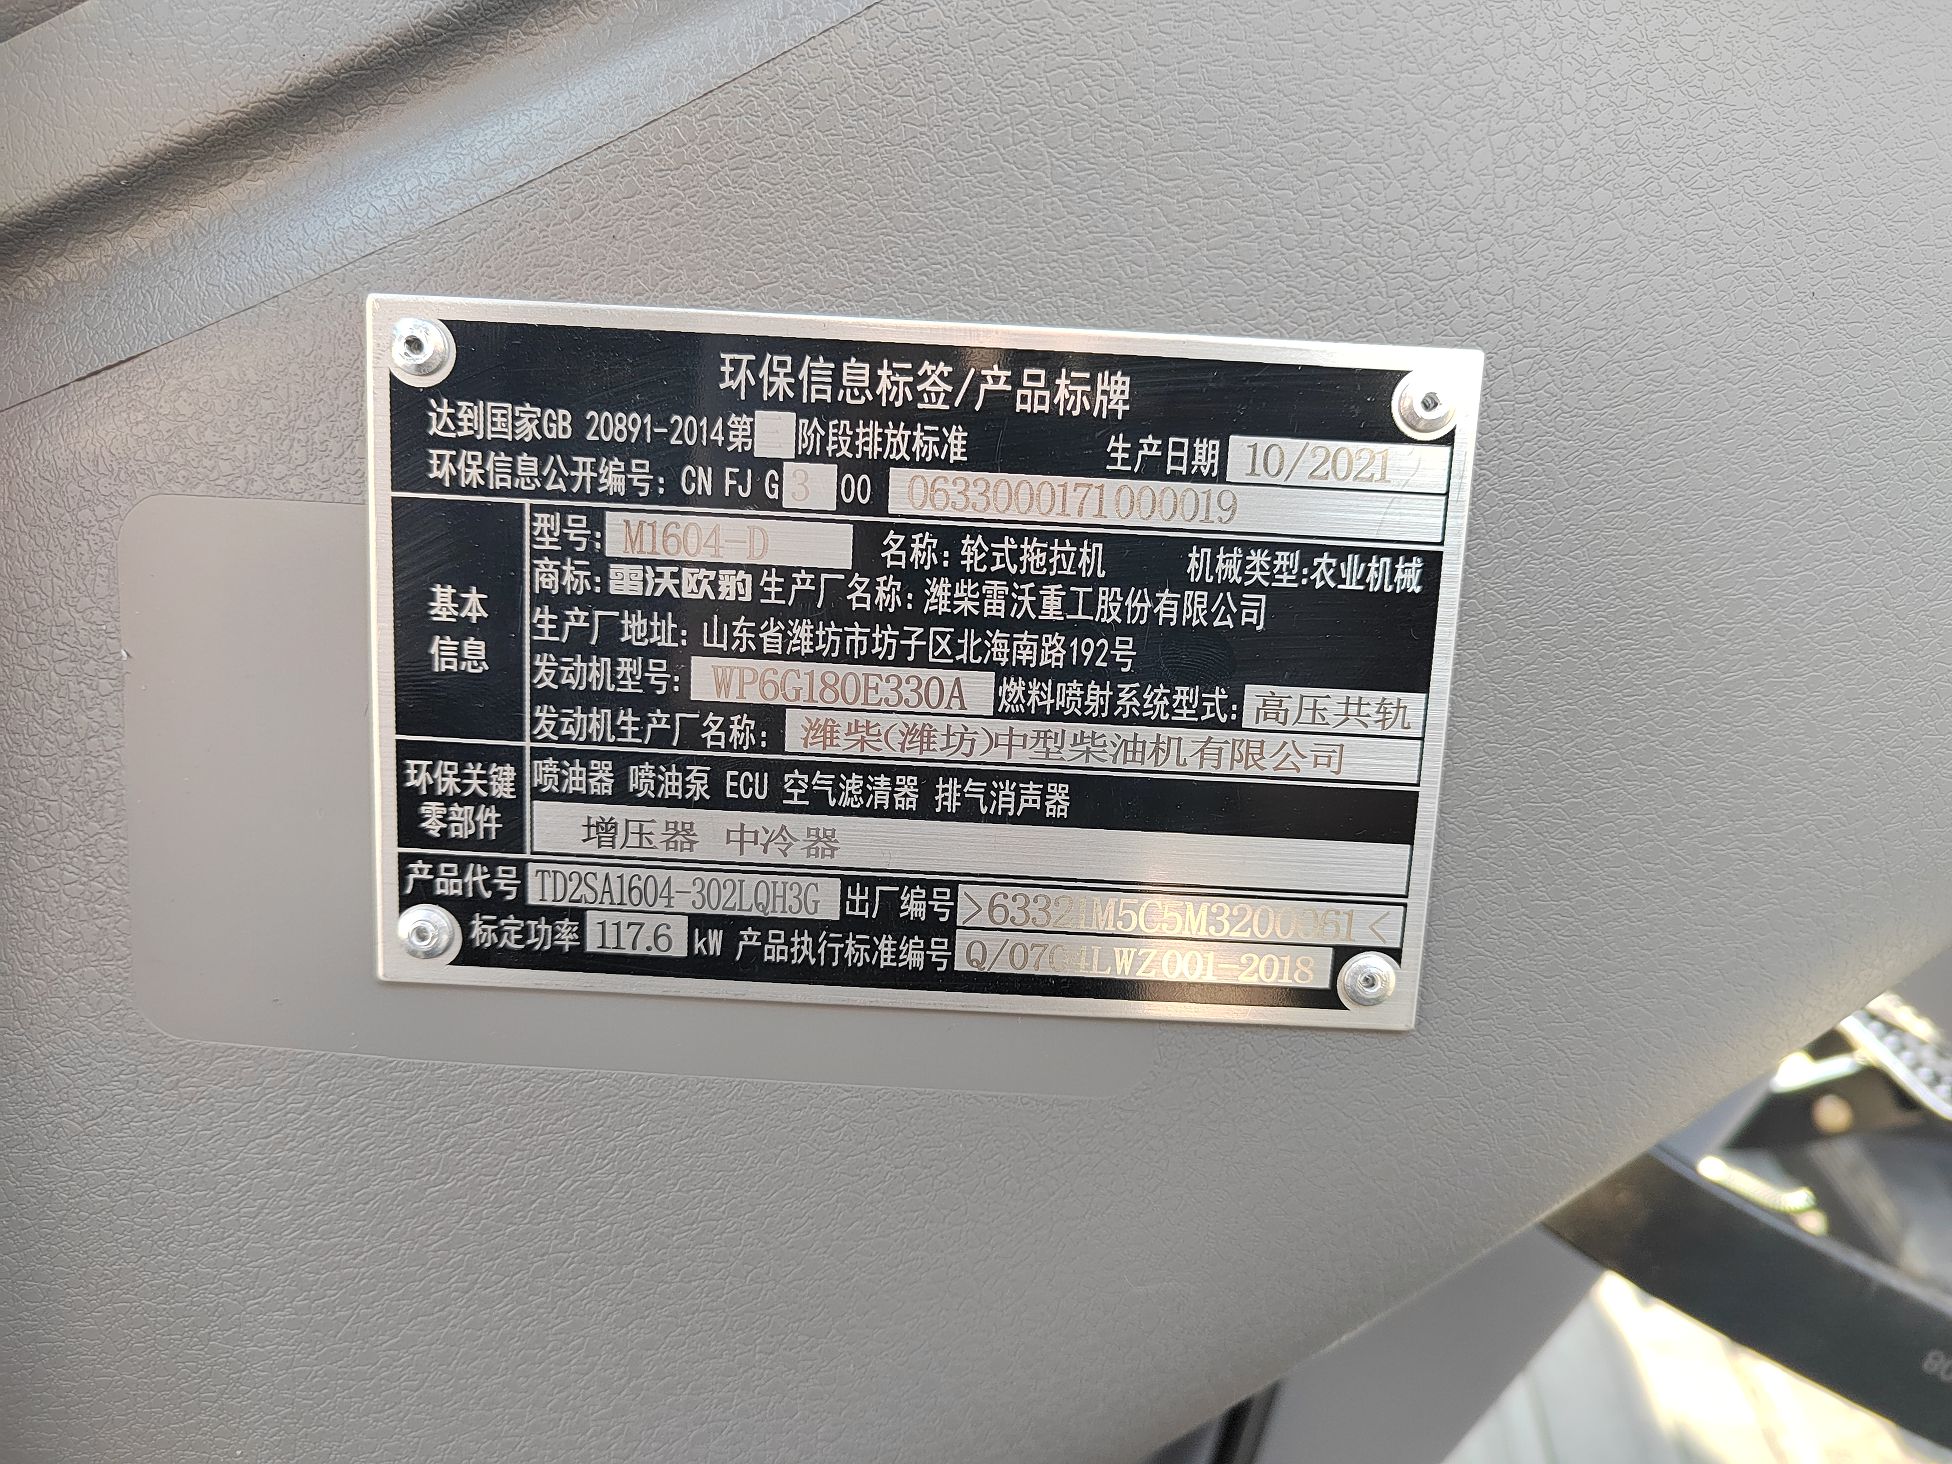 环保信息标签/产品标牌
达到国家GB 20891-2014第三阶段排放标准 生产日期 10/2021
环保信息公开编号: CN FJ G 3 00 0633000171000019
基本信息
型号: M1604-D 名称: 轮式拖拉机 机械类型:农业机械
商标: 雷沃欧豹 生产厂名称: 潍柴雷沃重工股份有限公司
生产厂地址: 山东省潍坊市坊子区北海南路192号
发动机型号: WP6G180E330A 燃料喷射系统型式: 高压共轨
发动机生产厂名称: 潍柴(潍坊)中型柴油机有限公司
环保关键零部件
喷油器 喷油泵 ECU 空气滤清器 排气消声器
增压器 中冷器
产品代号 TD2SA1604-302LQH3G 出厂编号
标定功率 117.6 kW 产品执行标准编号